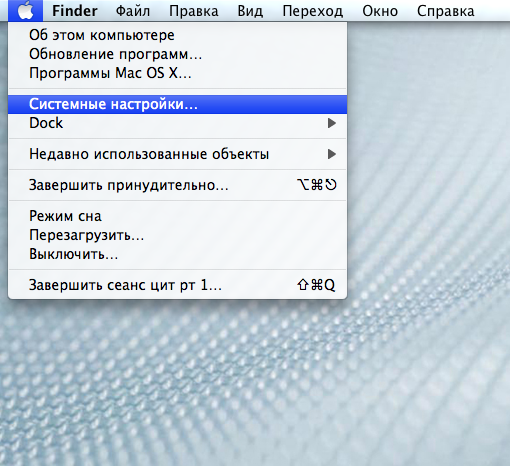 Finder Файл Правка Вид Переход Окно Справка
Об этом компьютере
Обновление программ...
Программы Mac OS X...
Системные настройки...
Dock
Недавно использованные объекты
Завершить принудительно... ⌥⌘⎋
Режим сна
Перезагрузить...
Выключить...
Завершить сеанс цит рт 1... ⇧⌘Q